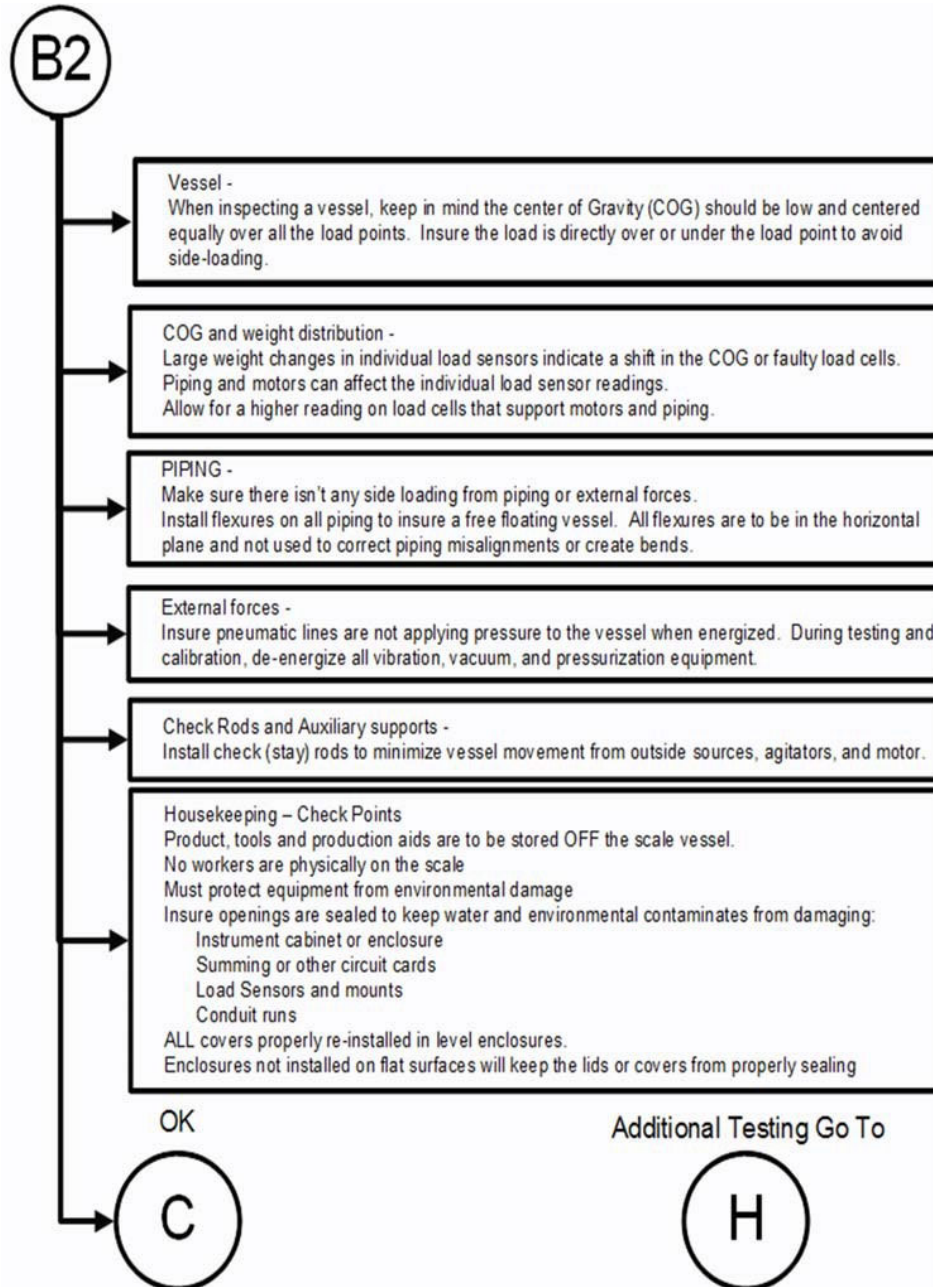 B2
Vessel -
When inspecting a vessel, keep in mind the center of Gravity (COG) should be low and centered
equally over all the load points. Insure the load is directly over or under the load point to avoid
side-loading.
COG and weight distribution -
Large weight changes in individual load sensors indicate a shift in the COG or faulty load cells.
Piping and motors can affect the individual load sensor readings.
Allow for a higher reading on load cells that support motors and piping.
PIPING -
Make sure there isn't any side loading from piping or external forces.
Install flexures on all piping to insure a free floating vessel. All flexures are to be in the horizontal
plane and not used to correct piping misalignments or create bends.
External forces -
Insure pneumatic lines are not applying pressure to the vessel when energized. During testing and
calibration, de-energize all vibration, vacuum, and pressurization equipment.
Check Rods and Auxiliary supports -
Install check (stay) rods to minimize vessel movement from outside sources, agitators, and motor.
Housekeeping – Check Points
Product, tools and production aids are to be stored OFF the scale vessel.
No workers are physically on the scale
Must protect equipment from environmental damage
Insure openings are sealed to keep water and environmental contaminates from damaging:
Instrument cabinet or enclosure
Summing or other circuit cards
Load Sensors and mounts
Conduit runs
ALL covers properly re-installed in level enclosures.
Enclosures not installed on flat surfaces will keep the lids or covers from properly sealing
OK
Additional Testing Go To
C
H